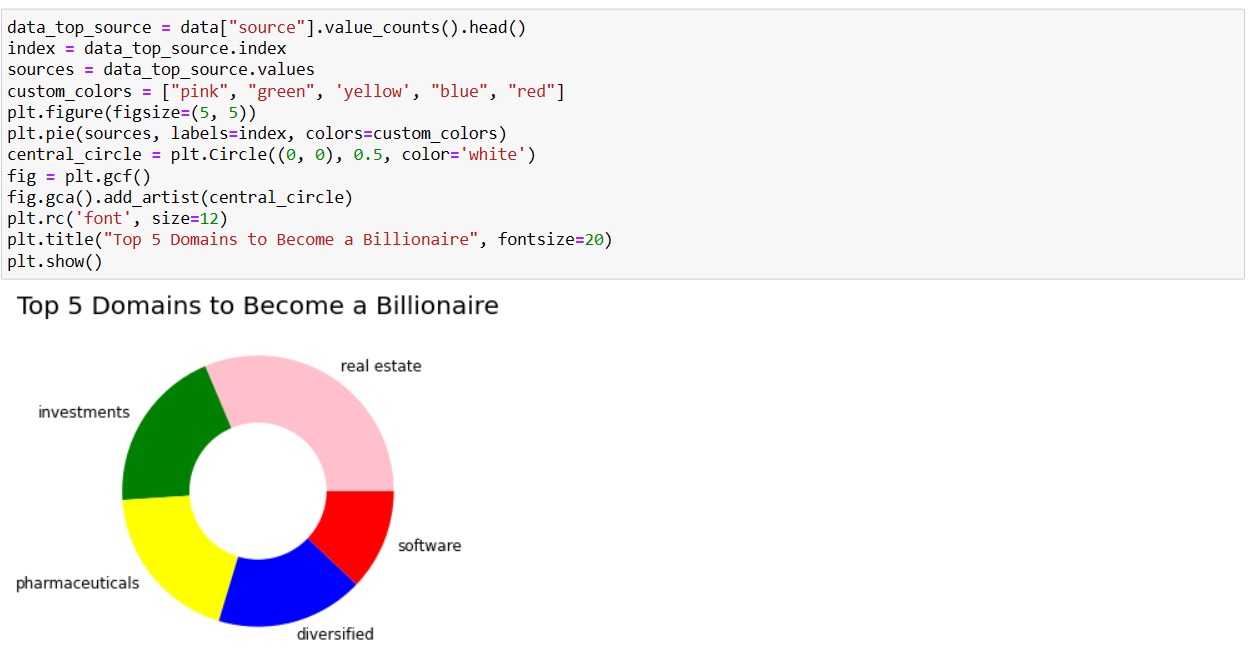 data_top_source = data["source"].value_counts().head()
index = data_top_source.index
sources = data_top_source.values
custom_colors = ["pink", "green", 'yellow', "blue", "red"]
plt.figure(figsize=(5, 5))
plt.pie(sources, labels=index, colors=custom_colors)
central_circle = plt.Circle((0, 0), 0.5, color='white')
fig = plt.gcf()
fig.gca().add_artist(central_circle)
plt.rc('font', size=12)
plt.title("Top 5 Domains to Become a Billionaire", fontsize=20)
plt.show()
Top 5 Domains to Become a Billionaire
real estate
investments
software
pharmaceuticals
diversified